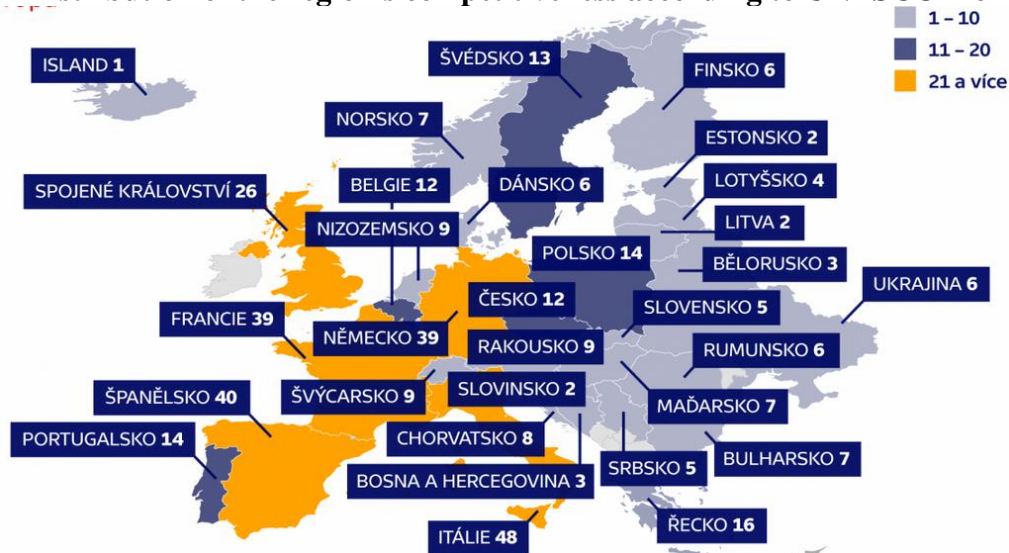 1 – 10
11 – 20
21 a více
ISLAND 1
ŠVÉDSKO 13
FINSKO 6
NORSKO 7
ESTONSKO 2
SPOJENÉ KRÁLOVSTVÍ 26
BELGIE 12
DÁNSKO 6
LOTYŠSKO 4
NIZOZEMSKO 9
LITVA 2
POLSKO 14
BĚLORUSKO 3
UKRAJINA 6
FRANCIE 39
NĚMECKO 39
ČESKO 12
SLOVENSKO 5
RAKOUSKO 9
RUMUNSKO 6
ŠPANĚLSKO 40
ŠVÝCARSKO 9
SLOVINSKO 2
MAĎARSKO 7
PORTUGALSKO 14
CHORVATSKO 8
BOSNA A HERCEGOVINA 3
SRBSKO 5
BULHARSKO 7
ITÁLIE 48
ŘECKO 16